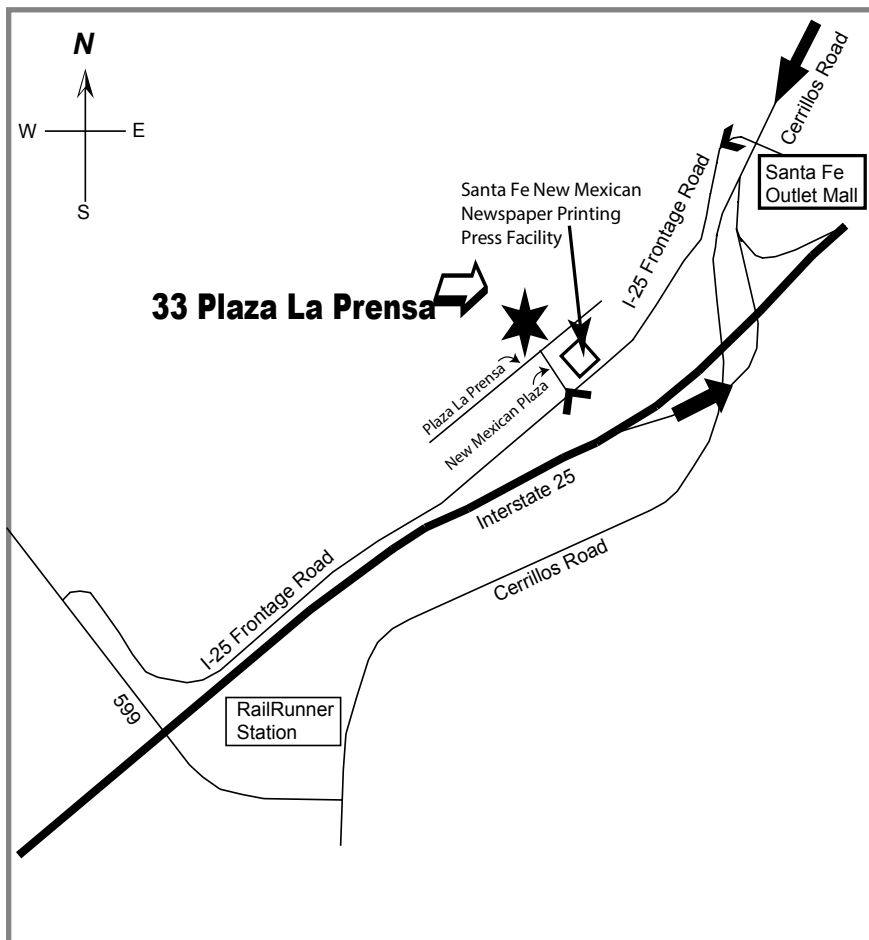 N
W
E
S
Cerrillos Road
Santa Fe
Outlet Mall
I-25 Frontage Road
Santa Fe New Mexican
Newspaper Printing
Press Facility
33 Plaza La Prensa
Plaza La Prensa
New Mexican Plaza
Interstate 25
Cerrillos Road
I-25 Frontage Road
599
RailRunner
Station